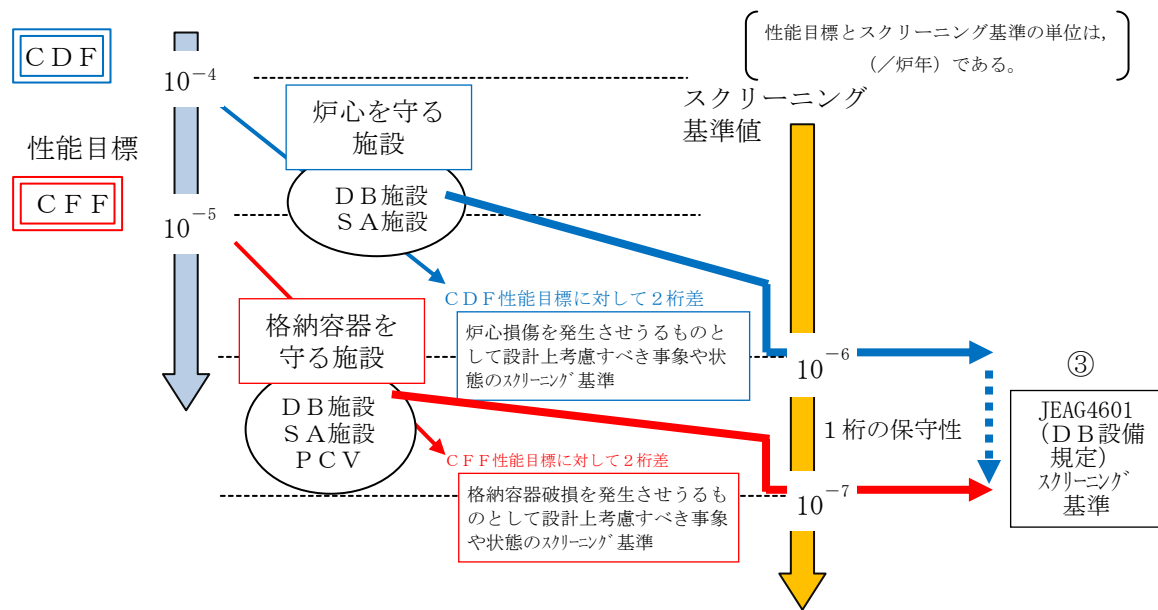 ＣＤＦ
性能目標
ＣＦＦ
10－4
10－5
性能目標とスクリーニング基準の単位は，
（／炉年）である。
スクリーニング
基準値
炉心を守る
施設
ＤＢ施設
ＳＡ施設
ＣＤＦ性能目標に対して２桁差
炉心損傷を発生させうるものと
して設計上考慮すべき事象や状
態のｽｸﾘｰﾆﾝｸﾞ基準
格納容器を
守る施設
ＤＢ施設
ＳＡ施設
ＰＣＶ
ＣＦＦ性能目標に対して２桁差
格納容器破損を発生させうるも
のとして設計上考慮すべき事象
や状態のｽｸﾘｰﾆﾝｸﾞ基準
10－6
１桁の保守性
10－7
③
JEAG4601
（ＤＢ設備
規定）
ｽｸﾘｰﾆﾝｸﾞ
基準